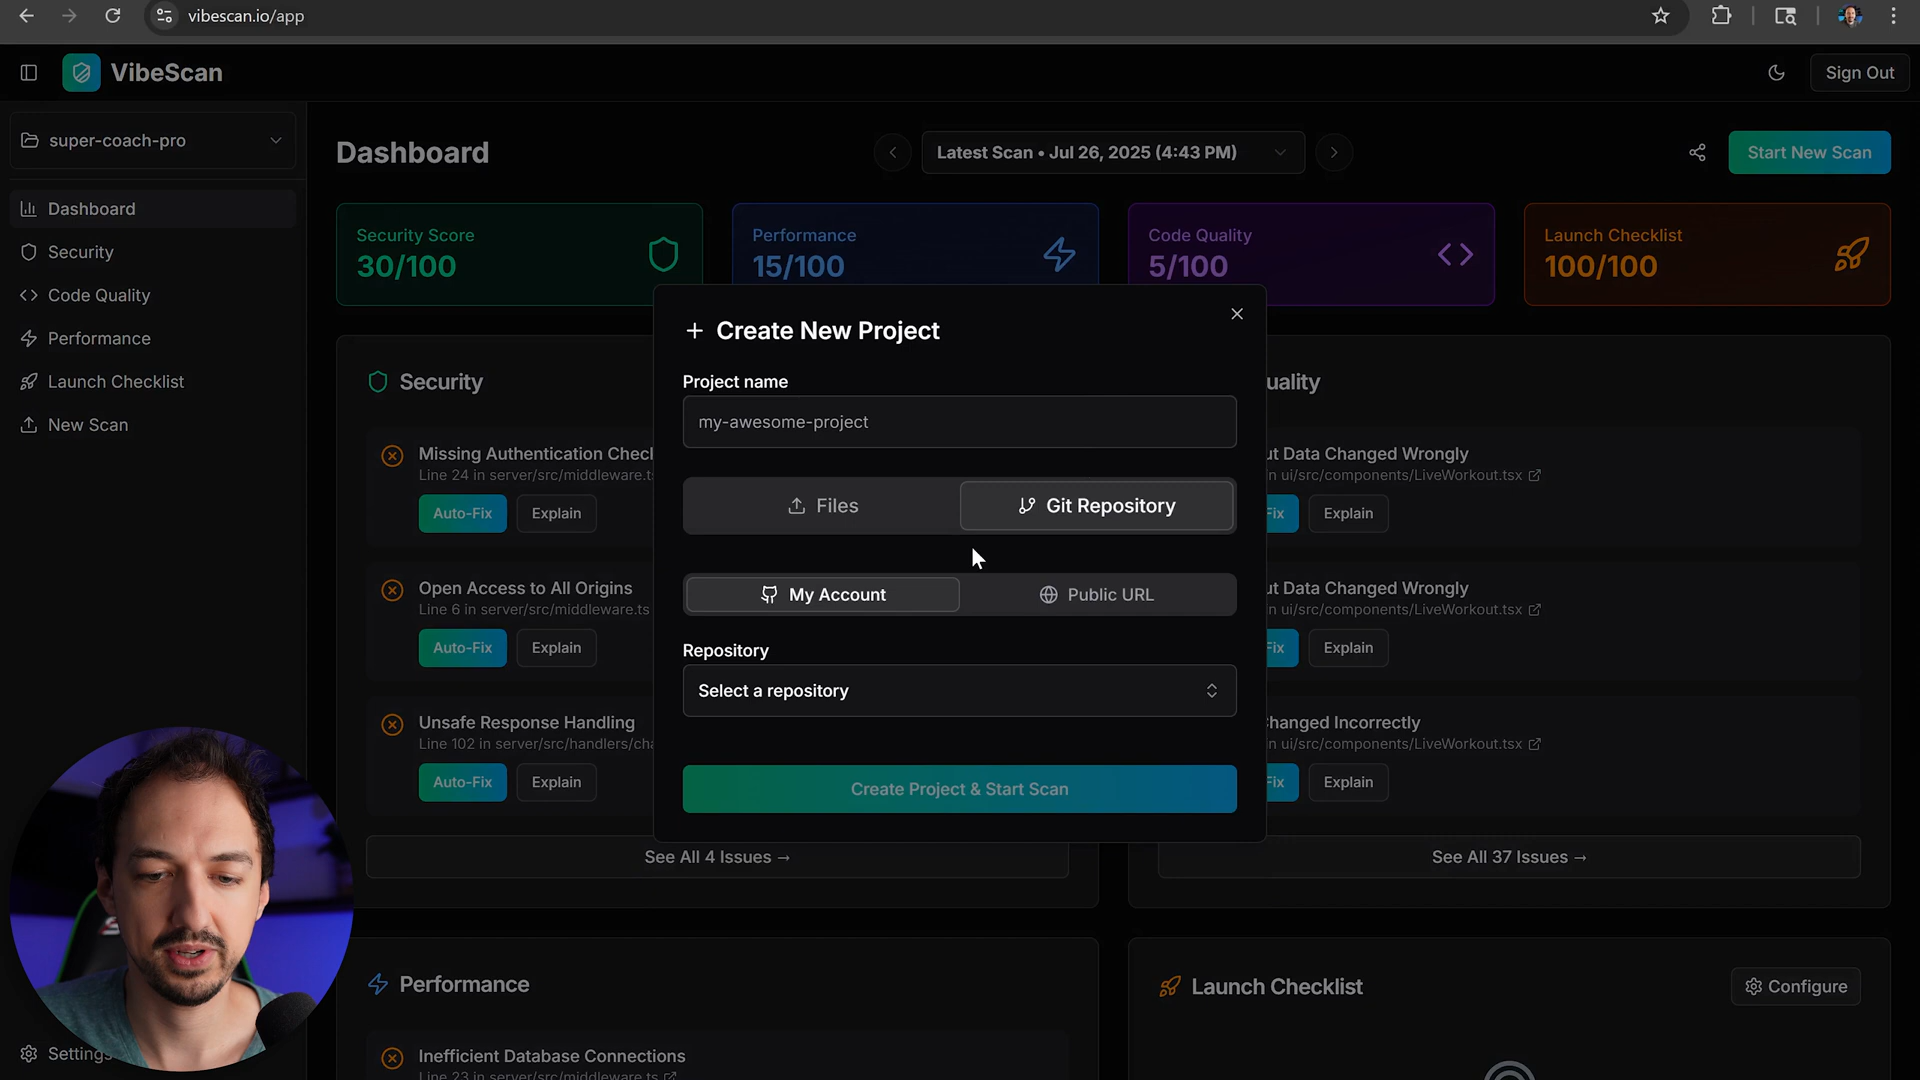 vibescan.io/app
VibeScan
Sign Out
super-coach-pro
Dashboard
Security
Code Quality
Performance
Launch Checklist
New Scan
Settings
Dashboard
Latest Scan • Jul 26, 2025 (4:43 PM)
Start New Scan
Security Score
30/100
Performance
15/100
Code Quality
5/100
Launch Checklist
100/100
Security
Missing Authentication Chec
Line 24 in server/src/middleware.t
Auto-Fix
Explain
Open Access to All Origins
Line 6 in server/src/middleware.ts
Auto-Fix
Explain
Unsafe Response Handling
Line 102 in server/src/handlers/cha
Auto-Fix
Explain
See All 4 Issues →
Create New Project
Project name
my-awesome-project
Files
Git Repository
My Account
Public URL
Repository
Select a repository
Create Project & Start Scan
uality
ut Data Changed Wrongly
in ui/src/components/LiveWorkout.tsx
Fix
Explain
ut Data Changed Wrongly
in ui/src/components/LiveWorkout.tsx
Fix
Explain
hanged Incorrectly
n ui/src/components/LiveWorkout.tsx
Fix
Explain
See All 37 Issues →
Performance
Inefficient Database Connections
Line 23 in server/src/middleware.ts
Launch Checklist
Configure